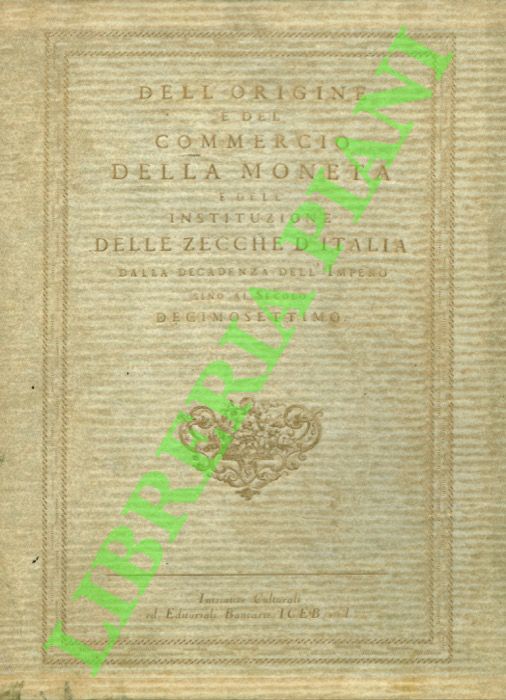 DELL'ORIGINE
E DEL
COMMERCIO
DELLA MONETA
E DELL'
INSTITUZIONE
DELLE ZECCHE D'ITALIA
DALLA DECADENZA DELL'IMPERO
SINO AL SECOLO
DECIMOSETTIMO
Iniziative Culturali
ed Editoriali Bancarie ICEB
LIBRERIA PIANI